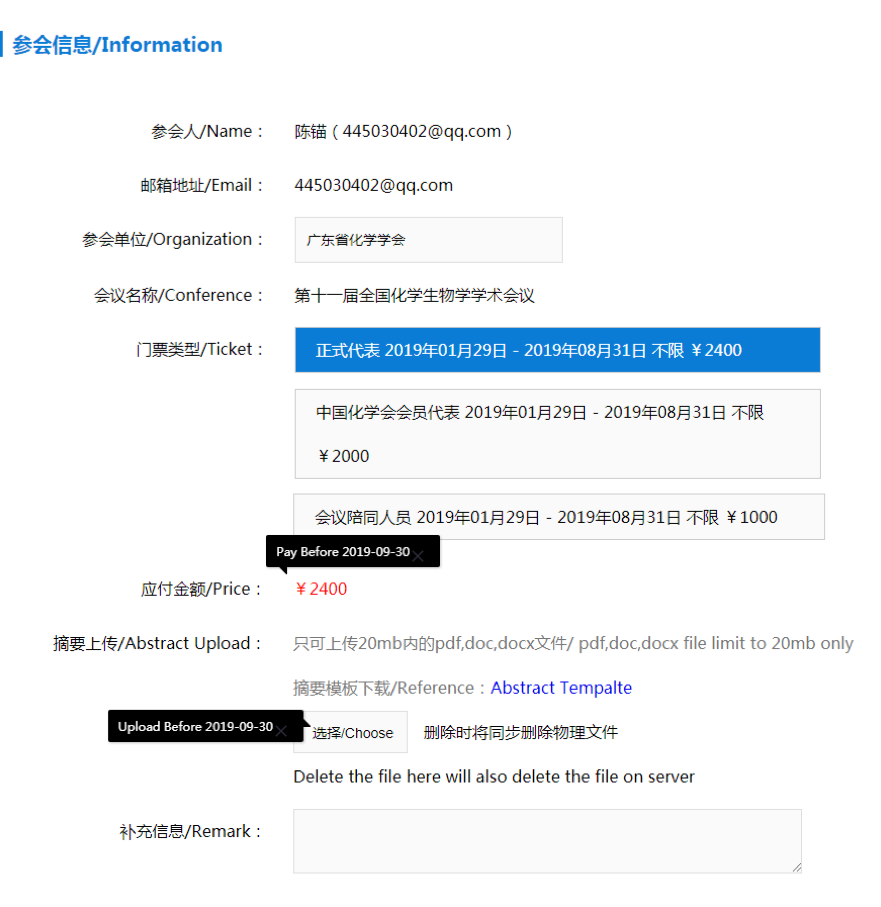 参会信息/Information
参会人/Name： 陈锚（445030402@qq.com）
邮箱地址/Email： 445030402@qq.com
参会单位/Organization： 广东省化学学会
会议名称/Conference： 第十一届全国化学生物学学术会议
门票类型/Ticket： 正式代表 2019年01月29日 - 2019年08月31日 不限 ￥2400
中国化学会会员代表 2019年01月29日 - 2019年08月31日 不限
￥2000
会议陪同人员 2019年01月29日 - 2019年08月31日 不限 ￥1000
Pay Before 2019-09-30
应付金额/Price： ￥2400
摘要上传/Abstract Upload： 只可上传20mb内的pdf,doc,docx文件/ pdf,doc,docx file limit to 20mb only
摘要模板下载/Reference：Abstract Tempalte
Upload Before 2019-09-30 选择/Choose 删除时将同步删除物理文件
Delete the file here will also delete the file on server
补充信息/Remark：